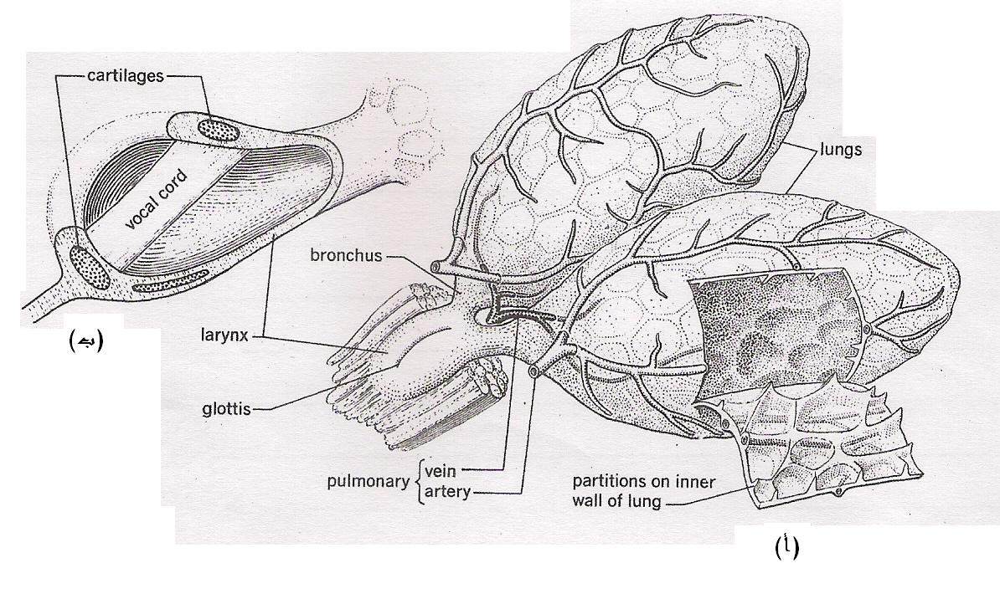 cartilages
vocal cord
lungs
bronchus
larynx
(ب)
glottis
pulmonary { vein
artery
partitions on inner
wall of lung
(أ)